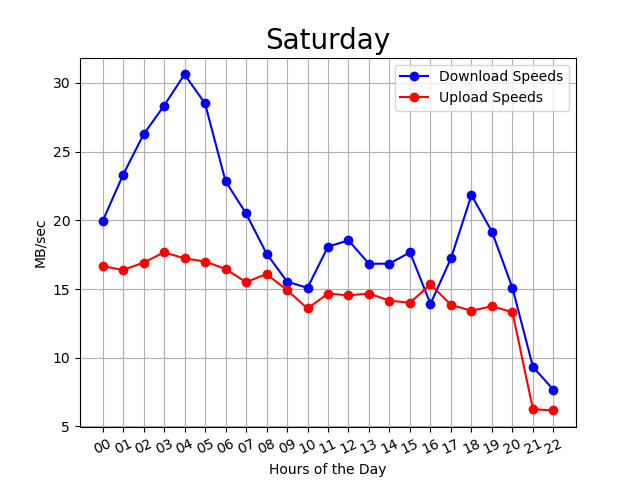 Saturday
Download Speeds
Upload Speeds
30
25
20
15
10
5
MB/sec
00 01 02 03 04 05 06 07 08 09 10 11 12 13 14 15 16 17 18 19 20 21 22
Hours of the Day